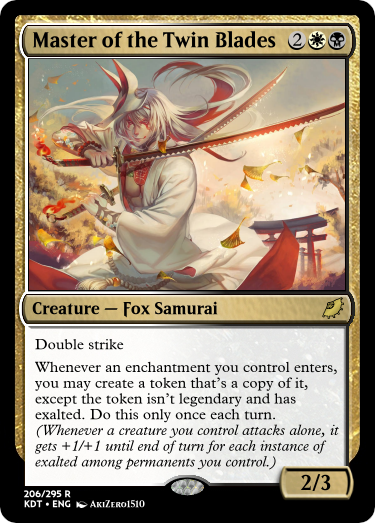 Master of the Twin Blades 2
Creature — Fox Samurai
Double strike
Whenever an enchantment you control enters,
you may create a token that's a copy of it,
except the token isn't legendary and has
exalted. Do this only once each turn.
(Whenever a creature you control attacks alone, it
gets +1/+1 until end of turn for each instance of
exalted among permanents you control.)
2/3
206/295 R
KDT • ENG AkiZero1510